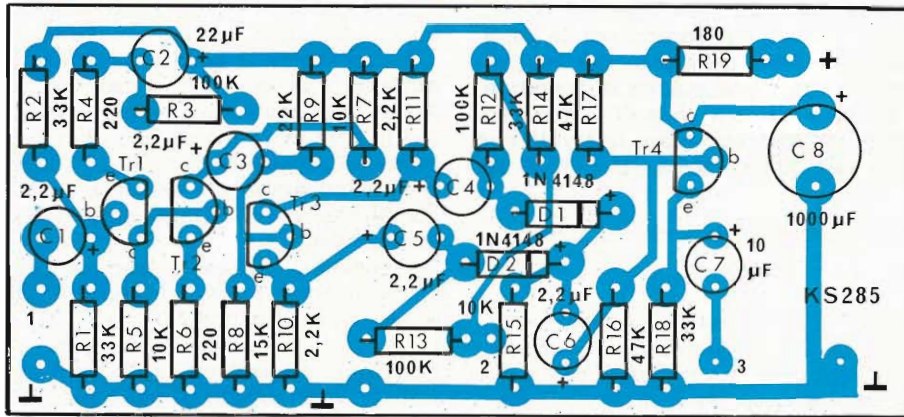 22μF
180
C2
+
+
R2
33K
R4
220
R3
100K
R9
22K
R7
10K
R11
2,2K
R12
100K
R14
33K
R17
47K
R19
+
2,2μF
+
C3
Tr1
e
b
c
c
b
e
Tr2
c
Tr3
b
e
2,2μF
+
C4
1N4148
D1
+
Tr4
c
b
e
C8
1000μF
2,2μF
C1
+
+
C5
2,2μF
1N4148
D2
+
10
μF
+
C7
KS285
1
R1
33K
R5
10K
R6
220
R8
15K
R10
2,2K
R13
100K
10K
2
R15
2,2μF
C6
+
R16
47K
R18
33K
3